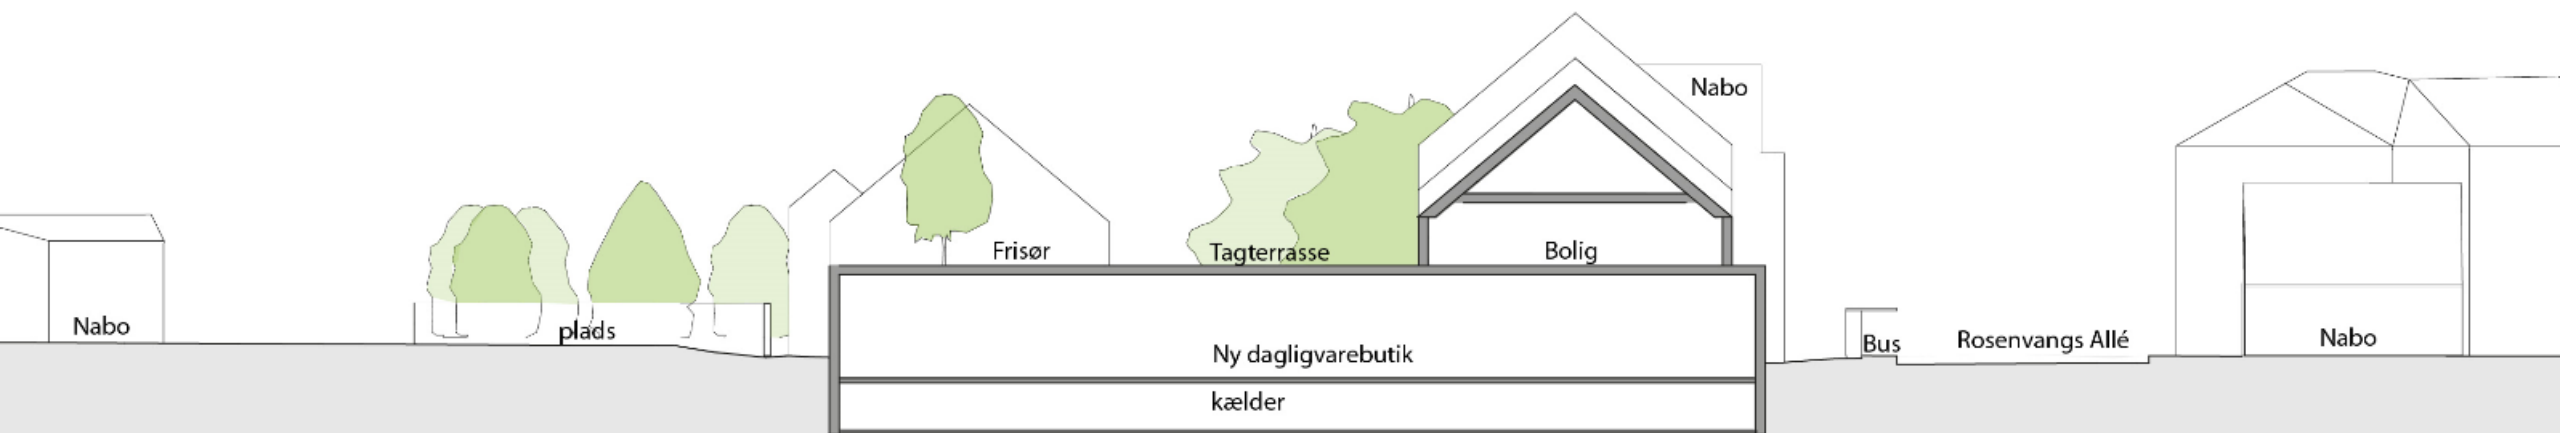 Nabo
Frisør
Tagterrasse
Bolig
Nabo
plads
Bus
Rosenvangs Allé
Nabo
Ny dagligvarebutik
kælder